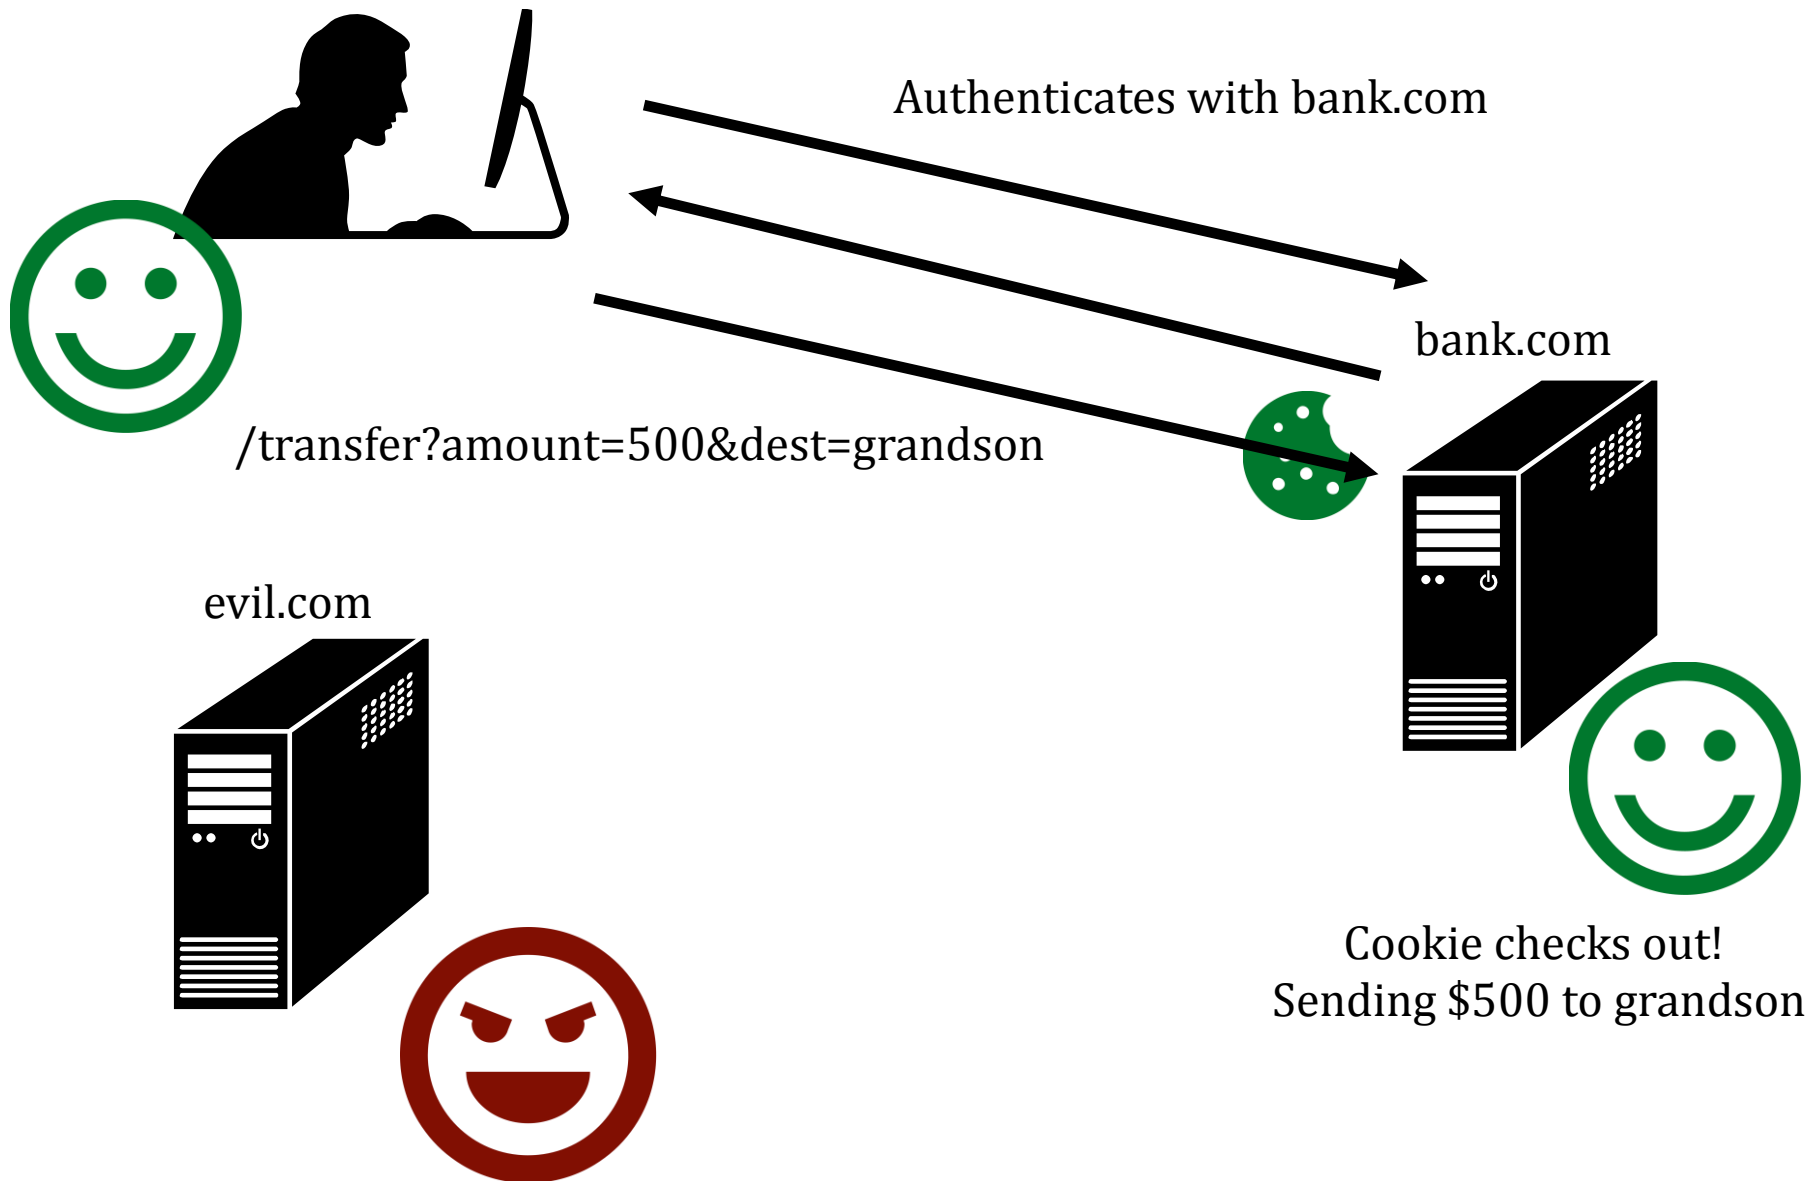 Authenticates with bank.com
bank.com
/transfer?amount=500&dest=grandson
evil.com
Cookie checks out!
Sending $500 to grandson